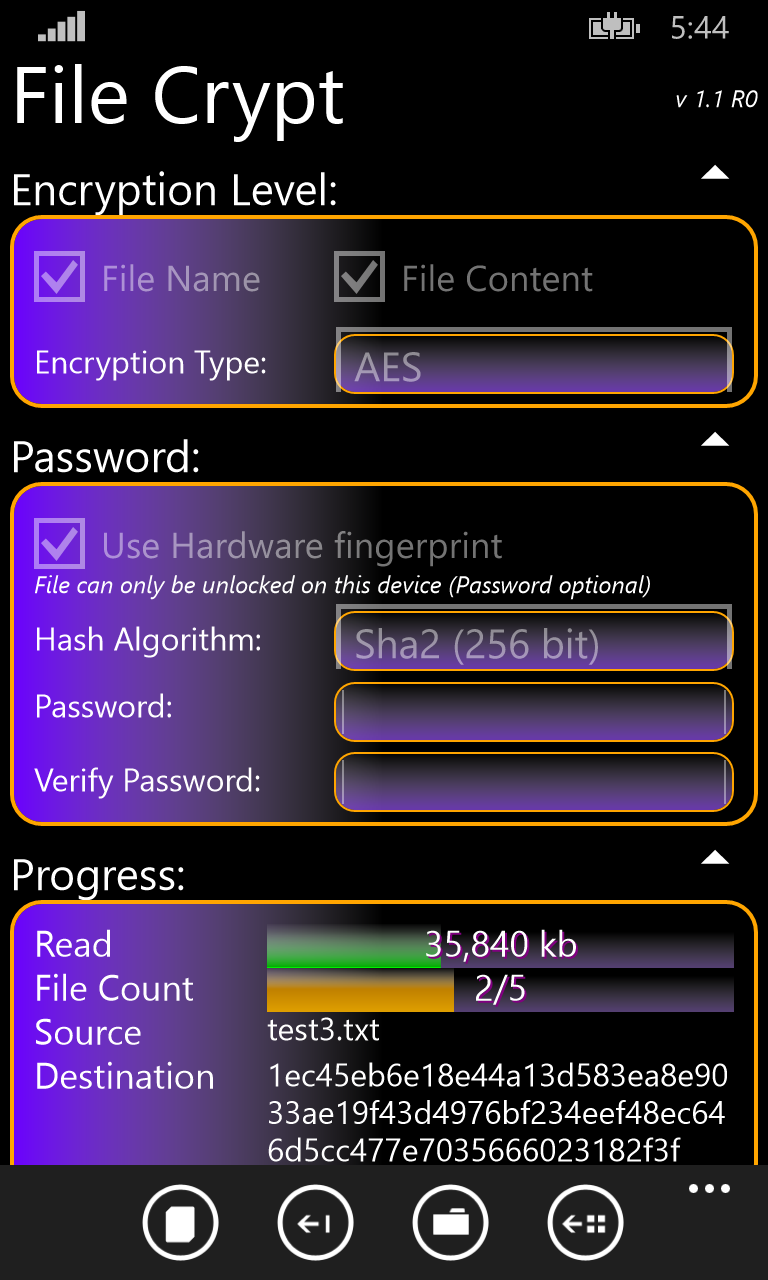 5:44
File Crypt
v 1.1 R0
Encryption Level:
File Name File Content
Encryption Type: AES
Password:
Use Hardware fingerprint
File can only be unlocked on this device (Password optional)
Hash Algorithm: Sha2 (256 bit)
Password:
Verify Password:
Progress:
Read 35,840 kb
File Count 2/5
Source test3.txt
Destination 1ec45eb6e18e44a13d583ea8e90
33ae19f43d4976bf234eef48ec64
6d5cc477e7035666023182f3f